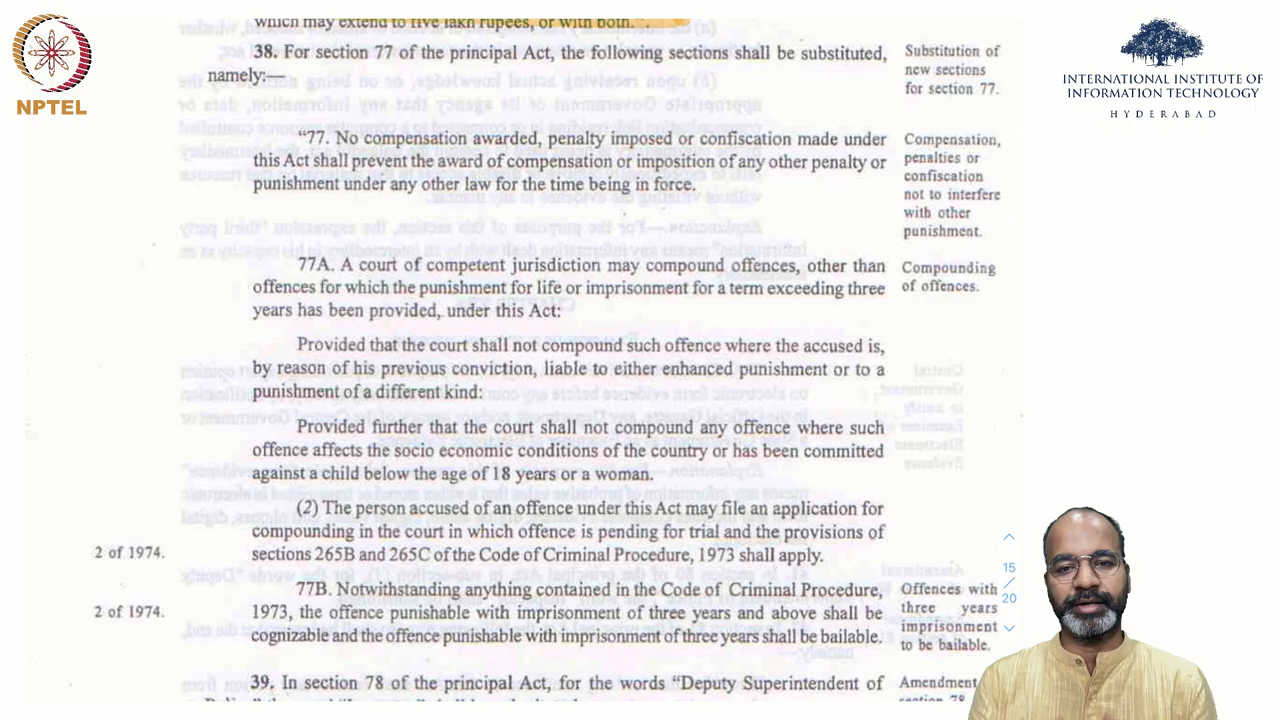 which may extend to five lakh rupees, or with both.".
38. For section 77 of the principal Act, the following sections shall be substituted,
namely:—
Substitution of
new sections
for section 77.
"77. No compensation awarded, penalty imposed or confiscation made under
this Act shall prevent the award of compensation or imposition of any other penalty or
punishment under any other law for the time being in force.
Compensation,
penalties or
confiscation
not to interfere
with other
punishment.
77A. A court of competent jurisdiction may compound offences, other than
offences for which the punishment for life or imprisonment for a term exceeding three
years has been provided, under this Act:
Compounding
of offences.
Provided that the court shall not compound such offence where the accused is,
by reason of his previous conviction, liable to either enhanced punishment or to a
punishment of a different kind:
Provided further that the court shall not compound any offence where such
offence affects the socio economic conditions of the country or has been committed
against a child below the age of 18 years or a woman.
(2) The person accused of an offence under this Act may file an application for
compounding in the court in which offence is pending for trial and the provisions of
sections 265B and 265C of the Code of Criminal Procedure, 1973 shall apply.
2 of 1974.
77B. Notwithstanding anything contained in the Code of Criminal Procedure,
1973, the offence punishable with imprisonment of three years and above shall be
cognizable and the offence punishable with imprisonment of three years shall be bailable.
2 of 1974.
Offences with
three years
imprisonment
to be bailable.
39. In section 78 of the principal Act, for the words "Deputy Superintendent of
Amendment
section 78
NPTEL
INTERNATIONAL INSTITUTE OF
INFORMATION TECHNOLOGY
HYDERABAD
15
/
20